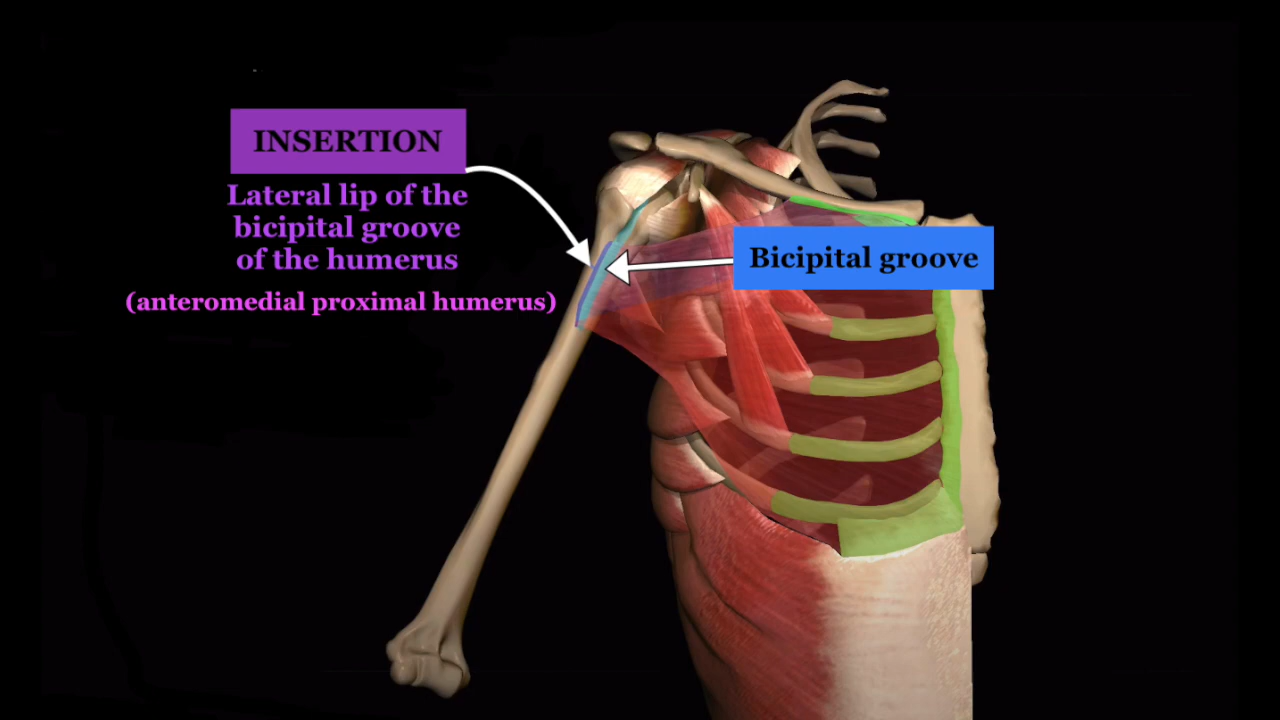 INSERTION
Lateral lip of the
bicipital groove
of the humerus
(anteromedial proximal humerus)
Bicipital groove